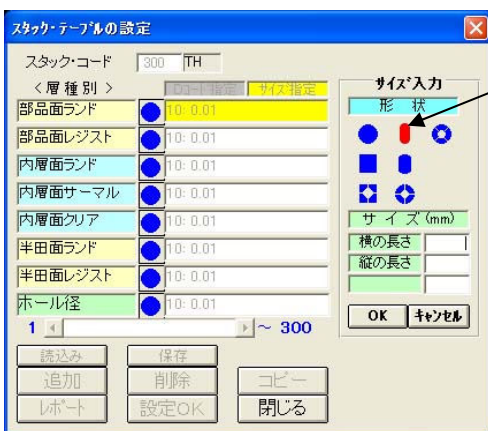 スタック・テーブルの設定
スタック・コード 300 TH
<層種別> Dコード指定 サイズ指定
部品面ランド 10: 0.01
部品面レジスト 10: 0.01
内層面ランド 10: 0.01
内層面サーマル 10: 0.01
内層面クリア 10: 0.01
半田面ランド 10: 0.01
半田面レジスト 10: 0.01
ホール径 10: 0.01
1 ~ 300
読込み 保存
追加 削除 コピー
レポート 設定OK 閉じる
サイズ入力
形 状
サ イ ズ (mm)
横の長さ
縦の長さ
OK キャンセル